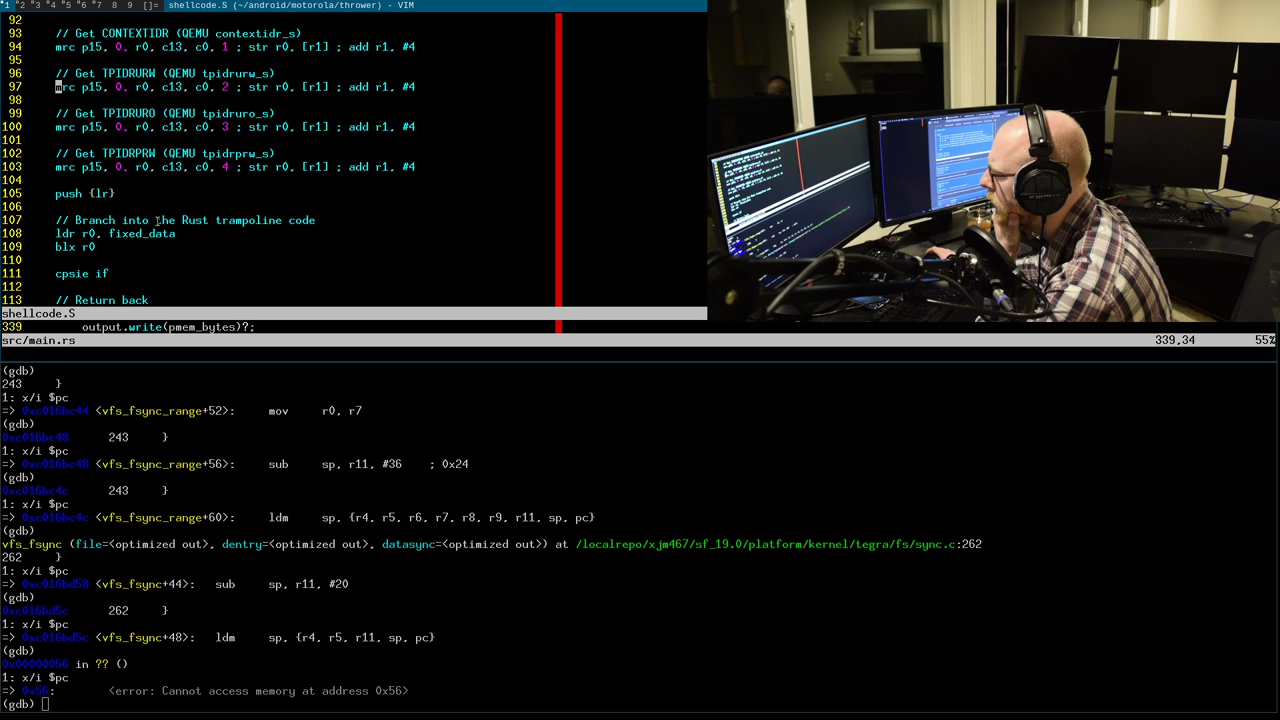 1 2 3 4 5 6 7 8 9 []= shellcode.S (~/android/motorola/thrower) - VIM
92
93 // Get CONTEXTIDR (QEMU contextidr_s)
94 mrc p15, 0, r0, c13, c0, 1 ; str r0, [r1] ; add r1, #4
95
96 // Get TPIDRURW (QEMU tpidrurw_s)
97 mrc p15, 0, r0, c13, c0, 2 ; str r0, [r1] ; add r1, #4
98
99 // Get TPIDRURO (QEMU tpidruro_s)
100 mrc p15, 0, r0, c13, c0, 3 ; str r0, [r1] ; add r1, #4
101
102 // Get TPIDRPRW (QEMU tpidrprw_s)
103 mrc p15, 0, r0, c13, c0, 4 ; str r0, [r1] ; add r1, #4
104
105 push {lr}
106
107 // Branch into the Rust trampoline code
108 ldr r0, fixed_data
109 blx r0
110
111 cpsie if
112
113 // Return back
shellcode.S
339 output.write(pmem_bytes)?;
src/main.rs 339,34 55%
(gdb)
243 }
1: x/i $pc
=> 0xc016bc44 <vfs_fsync_range+52>: mov r0, r7
(gdb)
0xc016bc48 243 }
1: x/i $pc
=> 0xc016bc48 <vfs_fsync_range+56>: sub sp, r11, #36 ; 0x24
(gdb)
0xc016bc4c 243 }
1: x/i $pc
=> 0xc016bc4c <vfs_fsync_range+60>: ldm sp, {r4, r5, r6, r7, r8, r9, r11, sp, pc}
(gdb)
vfs_fsync (file=<optimized out>, dentry=<optimized out>, datasync=<optimized out>) at /localrepo/xjm467/sf_19.0/platform/kernel/tegra/fs/sync.c:262
262 }
1: x/i $pc
=> 0xc016bd58 <vfs_fsync+44>: sub sp, r11, #20
(gdb)
0xc016bd5c 262 }
1: x/i $pc
=> 0xc016bd5c <vfs_fsync+48>: ldm sp, {r4, r5, r11, sp, pc}
(gdb)
0x00000056 in ?? ()
1: x/i $pc
=> 0x56: <error: Cannot access memory at address 0x56>
(gdb)